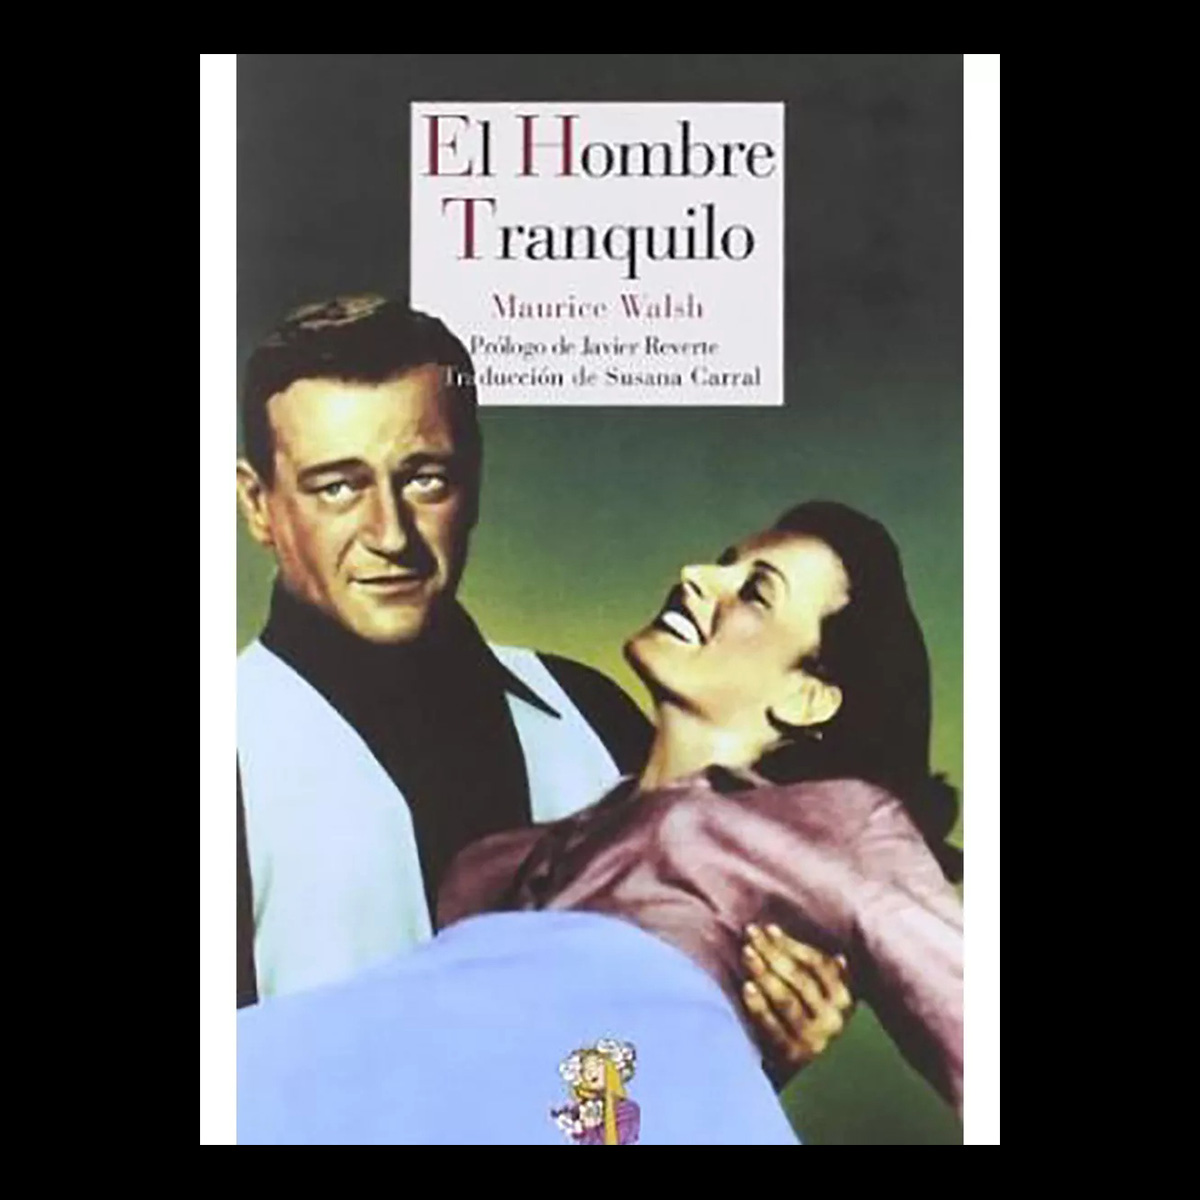 El Hombre
Tranquilo
Maurice Walsh
Prólogo de Javier Reverte
Traducción de Susana Carral